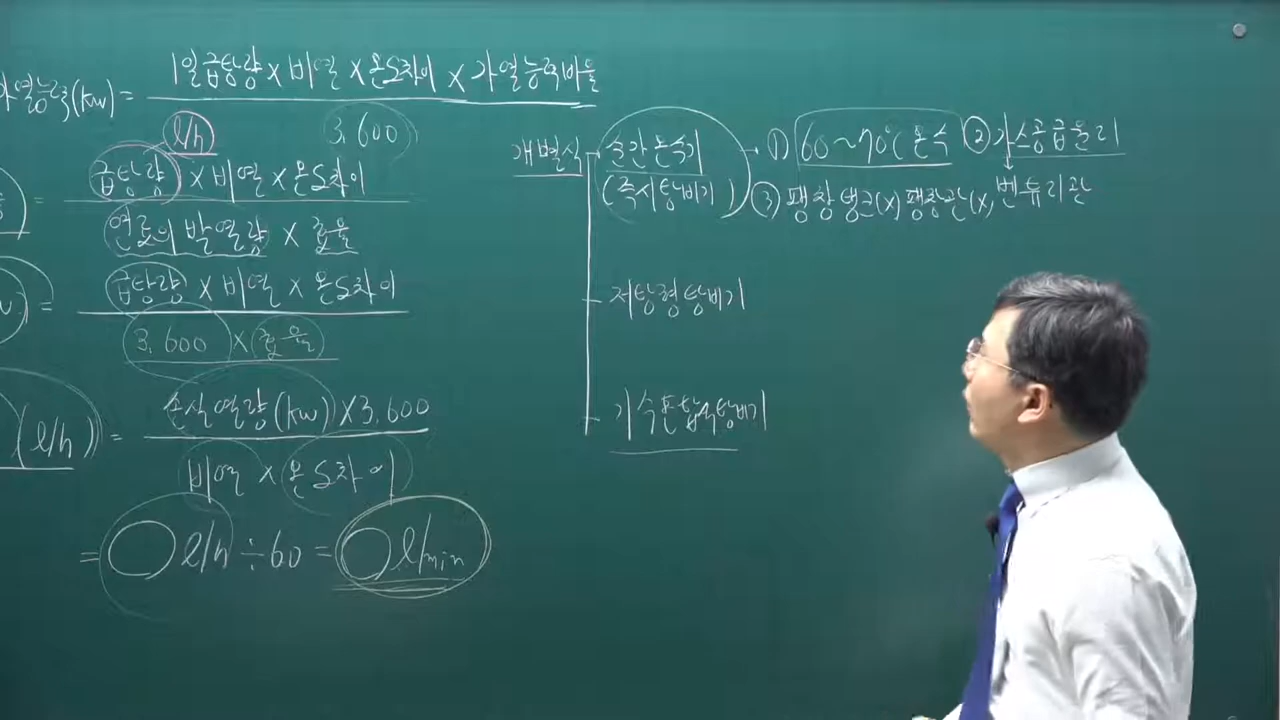 가열능력(kw) = 1일급탕량 × 비열 × 온도차이 × 가열능력비율
3,600
l/h
= 급탕량 × 비열 × 온도차이
연료의 발열량 × 효율
= 급탕량 × 비열 × 온도차이
3,600 × 효율
(l/h) = 손실열량(kw) × 3,600
비열 × 온도차이
= ○ l/h ÷ 60 = ○ l/min
개별식 순간온수기 → ① 60~70℃ 온수 ② 가스공급을리
(즉시탕비기) ③ 팽창탱크(x) 팽창관(x), 벤튜리관
저탕형탕비기
기수혼합식탕비기